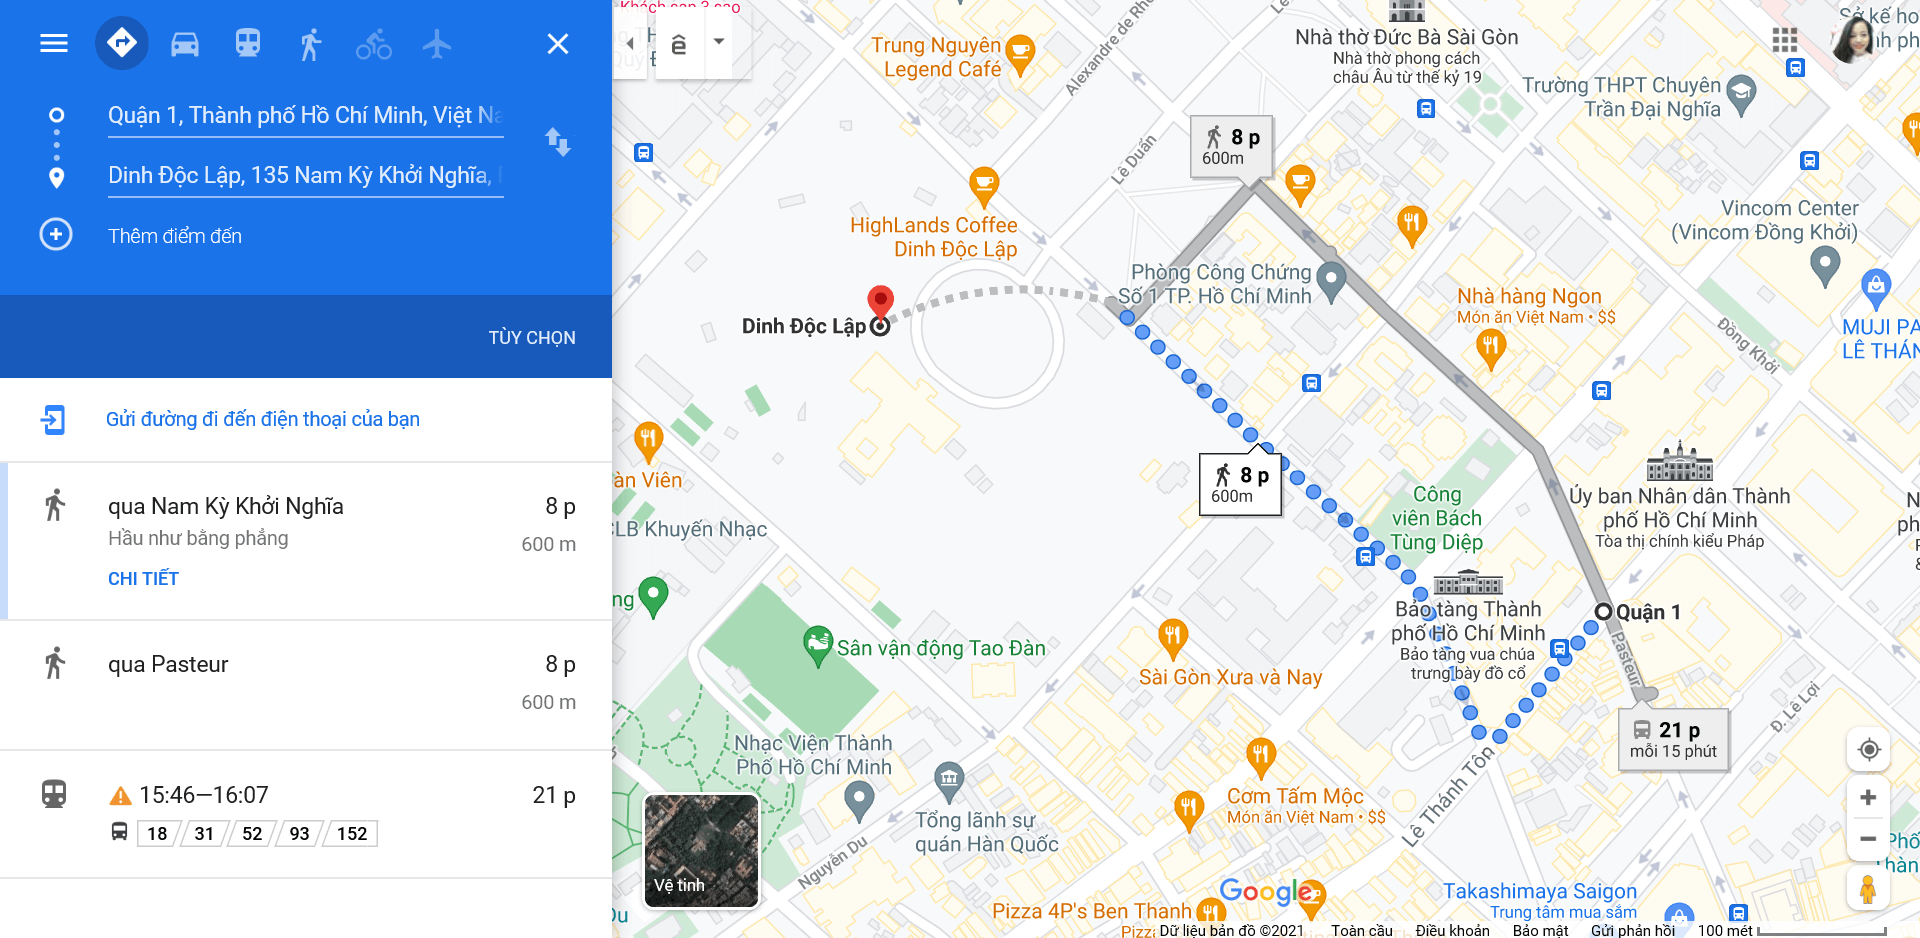 Quận 1, Thành phố Hồ Chí Minh, Việt Na
Dinh Độc Lập, 135 Nam Kỳ Khởi Nghĩa,
Thêm điểm đến
TÙY CHỌN
Gửi đường đi đến điện thoại của bạn
qua Nam Kỳ Khởi Nghĩa
8 p
Hầu như bằng phẳng
600 m
CHI TIẾT
qua Pasteur
8 p
600 m
15:46—16:07
21 p
18
31
52
93
152
Khách sạn 3 sao
ê
Trung Nguyên
Legend Café
Alexandre de Rho
Nhà thờ Đức Bà Sài Gòn
Nhà thờ phong cách
châu Âu từ thế kỷ 19
Sở kế ho
Trường THPT Chuyên
Trần Đại Nghĩa
8 p
600m
Lê Duẩn
HighLands Coffee
Dinh Độc Lập
Vincom Center
(Vincom Đồng Khởi)
Phòng Công Chứng
Số 1 TP. Hồ Chí Minh
Nhà hàng Ngon
Món ăn Việt Nam • $$
Dinh Độc Lập
Đồng Khởi
MUJI PA
LÊ THÁN
8 p
600m
àn Viên
CLB Khuyến Nhạc
Công
viên Bách
Tùng Diệp
Ủy ban Nhân dân Thành
phố Hồ Chí Minh
Tòa thị chính kiểu Pháp
Bảo tàng Thành
phố Hồ Chí Minh
Bảo tàng vua chúa
trưng bày đồ cổ
Quận 1
Pasteur
ng
Sân vận động Tao Đàn
Sài Gòn Xưa và Nay
21 p
mỗi 15 phút
Đ. Lê Lợi
Nhạc Viện Thành
Phố Hồ Chí Minh
Lê Thánh Tôn
Cơm Tấm Mộc
Món ăn Việt Nam • $$
Tổng lãnh sự
quán Hàn Quốc
Nguyễn Du
Vệ tinh
Google
Takashimaya Saigon
Trung tâm mua sắm
Pizza 4P's Ben Thanh
Pizz
Dữ liệu bản đồ ©2021
Toàn cầu
Điều khoản
Bảo mật
Gửi phản hồi
100 mét